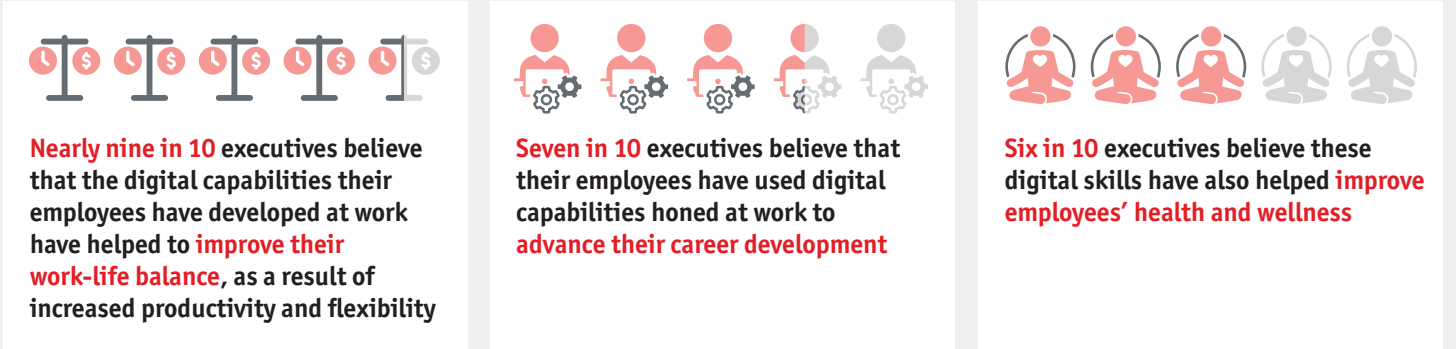 Nearly nine in 10 executives believe
that the digital capabilities their
employees have developed at work
have helped to improve their
work-life balance, as a result of
increased productivity and flexibility
Seven in 10 executives believe that
their employees have used digital
capabilities honed at work to
advance their career development
Six in 10 executives believe these
digital skills have also helped improve
employees’ health and wellness